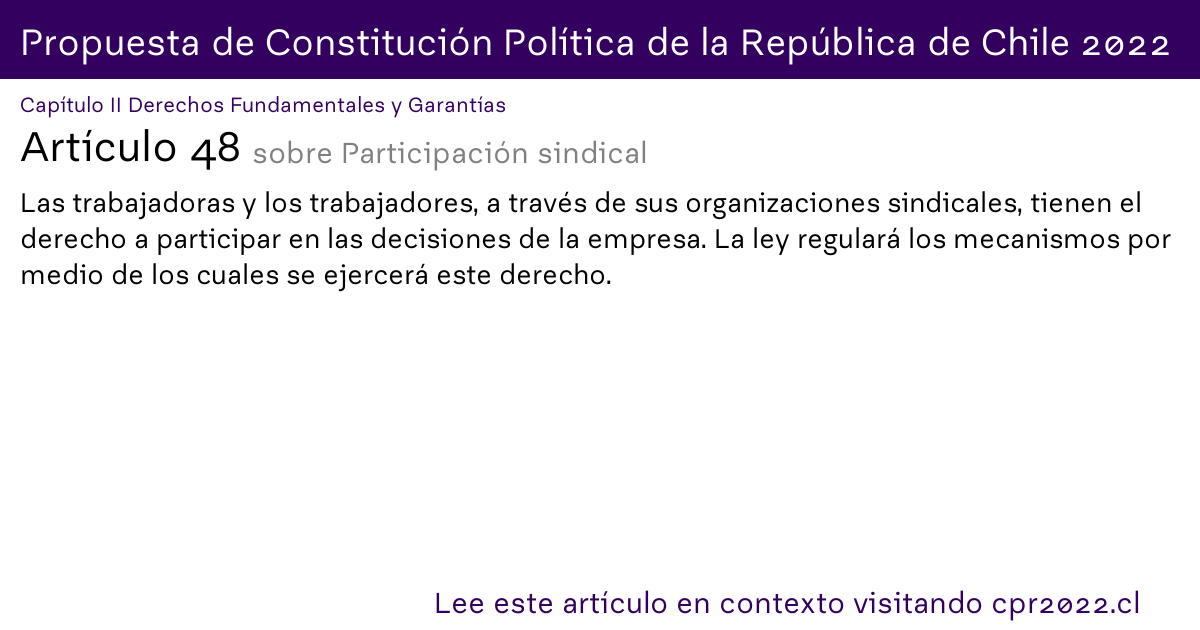 Propuesta de Constitución Política de la República de Chile 2022
Capítulo II Derechos Fundamentales y Garantías
Artículo 48 sobre Participación sindical
Las trabajadoras y los trabajadores, a través de sus organizaciones sindicales, tienen el
derecho a participar en las decisiones de la empresa. La ley regulará los mecanismos por
medio de los cuales se ejercerá este derecho.
Lee este artículo en contexto visitando cpr2022.cl